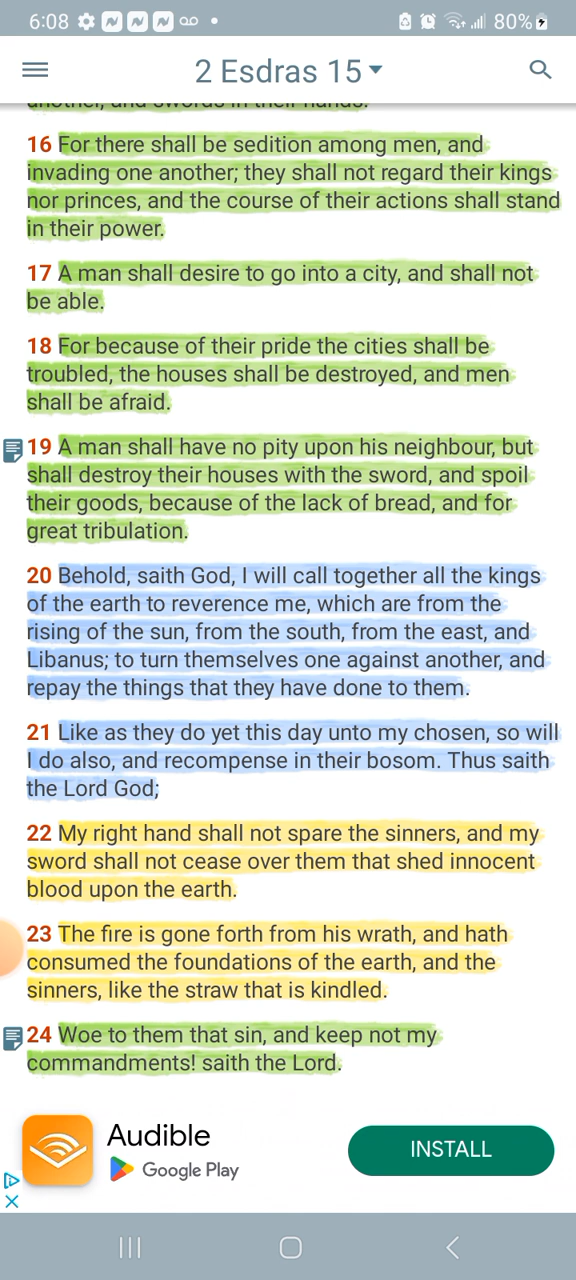 6:08
80%
2 Esdras 15
another, and swords in their hands.
16 For there shall be sedition among men, and
invading one another; they shall not regard their kings
nor princes, and the course of their actions shall stand
in their power.
17 A man shall desire to go into a city, and shall not
be able.
18 For because of their pride the cities shall be
troubled, the houses shall be destroyed, and men
shall be afraid.
19 A man shall have no pity upon his neighbour, but
shall destroy their houses with the sword, and spoil
their goods, because of the lack of bread, and for
great tribulation.
20 Behold, saith God, I will call together all the kings
of the earth to reverence me, which are from the
rising of the sun, from the south, from the east, and
Libanus; to turn themselves one against another, and
repay the things that they have done to them.
21 Like as they do yet this day unto my chosen, so will
I do also, and recompense in their bosom. Thus saith
the Lord God;
22 My right hand shall not spare the sinners, and my
sword shall not cease over them that shed innocent
blood upon the earth.
23 The fire is gone forth from his wrath, and hath
consumed the foundations of the earth, and the
sinners, like the straw that is kindled.
24 Woe to them that sin, and keep not my
commandments! saith the Lord.
Audible
Google Play
INSTALL